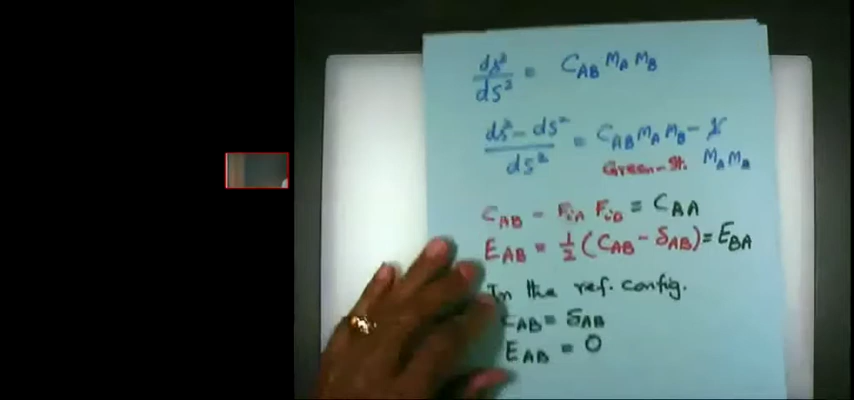 ds²/dS² = C_AB M_A M_B
(ds² - dS²)/dS² = C_AB M_A M_B - 1
Green-St. M_A M_B
C_AB = F_iA F_iB = C_BA
E_AB = 1/2 (C_AB - δ_AB) = E_BA
In the ref. config.
C_AB = δ_AB
E_AB = 0